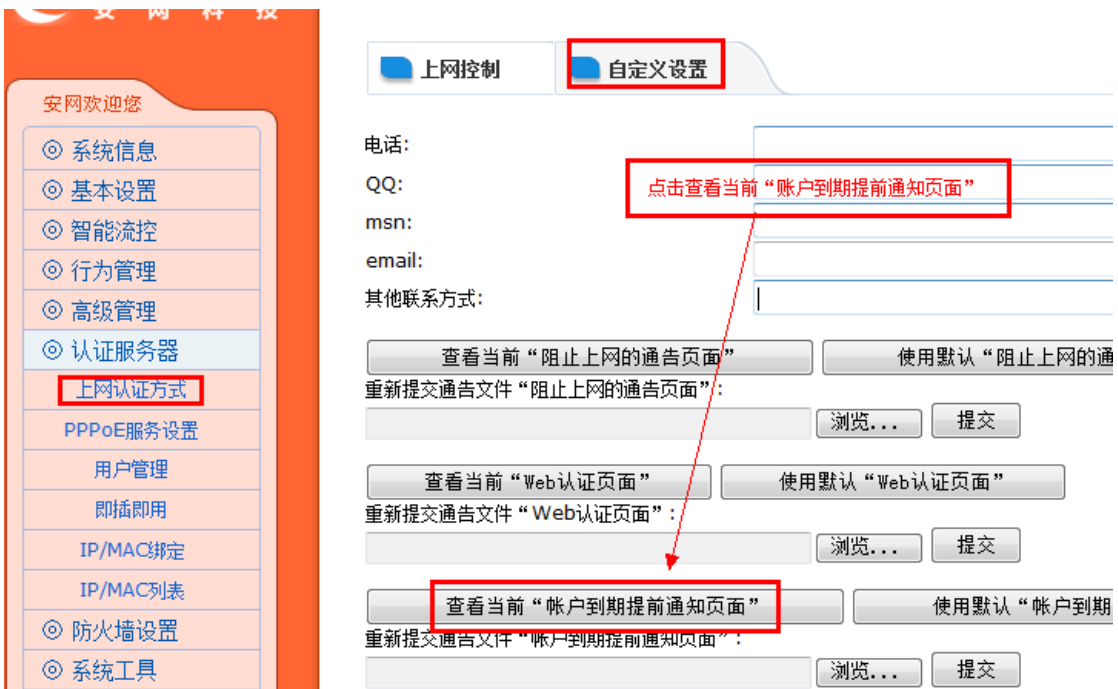 安网科技
安网欢迎您
◎ 系统信息
◎ 基本设置
◎ 智能流控
◎ 行为管理
◎ 高级管理
◎ 认证服务器
上网认证方式
PPPoE服务设置
用户管理
即插即用
IP/MAC绑定
IP/MAC列表
◎ 防火墙设置
◎ 系统工具
上网控制 自定义设置
电话:
QQ:
点击查看当前“账户到期提前通知页面”
msn:
email:
其他联系方式:
查看当前“阻止上网的通告页面” 使用默认“阻止上网的通
重新提交通告文件“阻止上网的通告页面”:
浏览... 提交
查看当前“Web认证页面” 使用默认“Web认证页面”
重新提交通告文件“Web认证页面”:
浏览... 提交
查看当前“帐户到期提前通知页面” 使用默认“帐户到期
重新提交通告文件“帐户到期提前通知页面”:
浏览... 提交